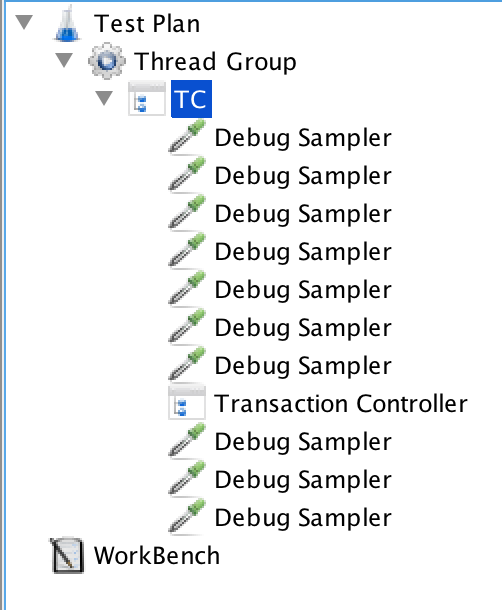 Test Plan
Thread Group
TC
Debug Sampler
Debug Sampler
Debug Sampler
Debug Sampler
Debug Sampler
Debug Sampler
Debug Sampler
Transaction Controller
Debug Sampler
Debug Sampler
Debug Sampler
WorkBench